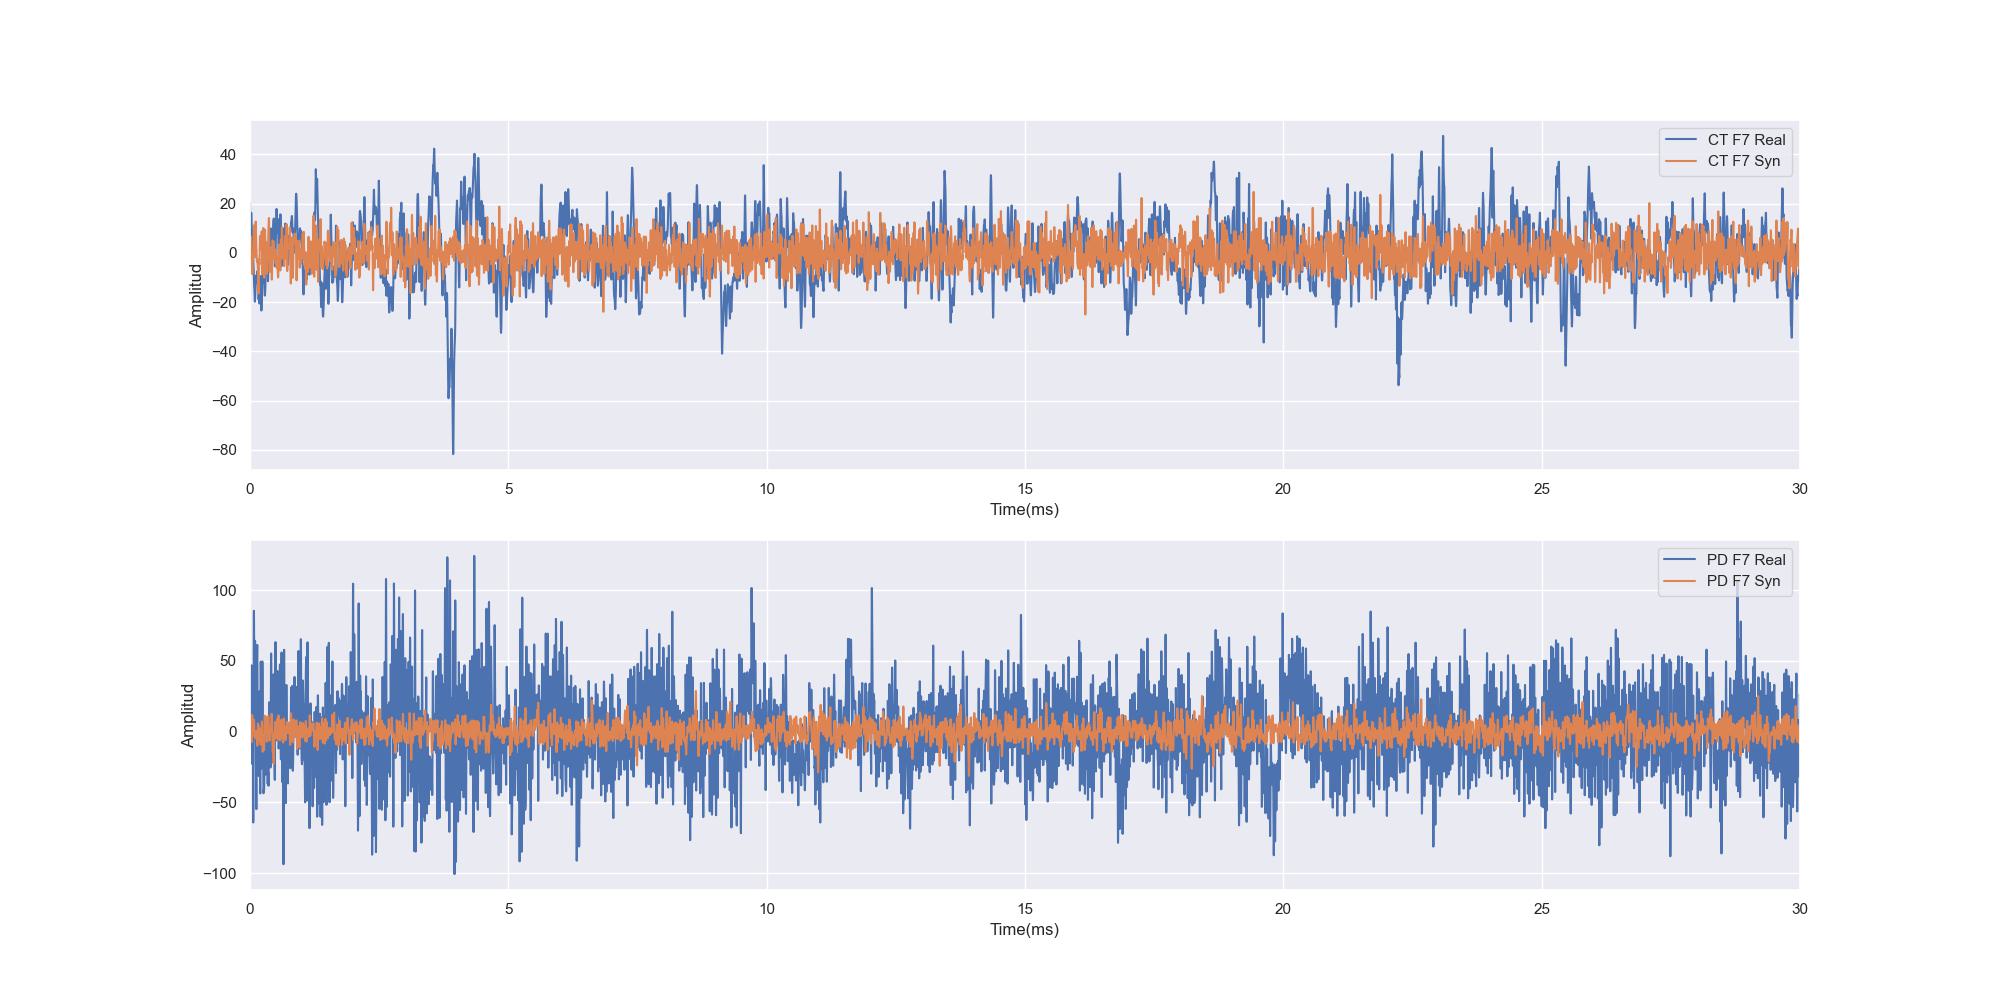 CT F7 Real
CT F7 Syn
40
20
0
−20
−40
−60
−80
Amplitud
0 5 10 15 20 25 30
Time(ms)
PD F7 Real
PD F7 Syn
100
50
0
−50
−100
Amplitud
0 5 10 15 20 25 30
Time(ms)